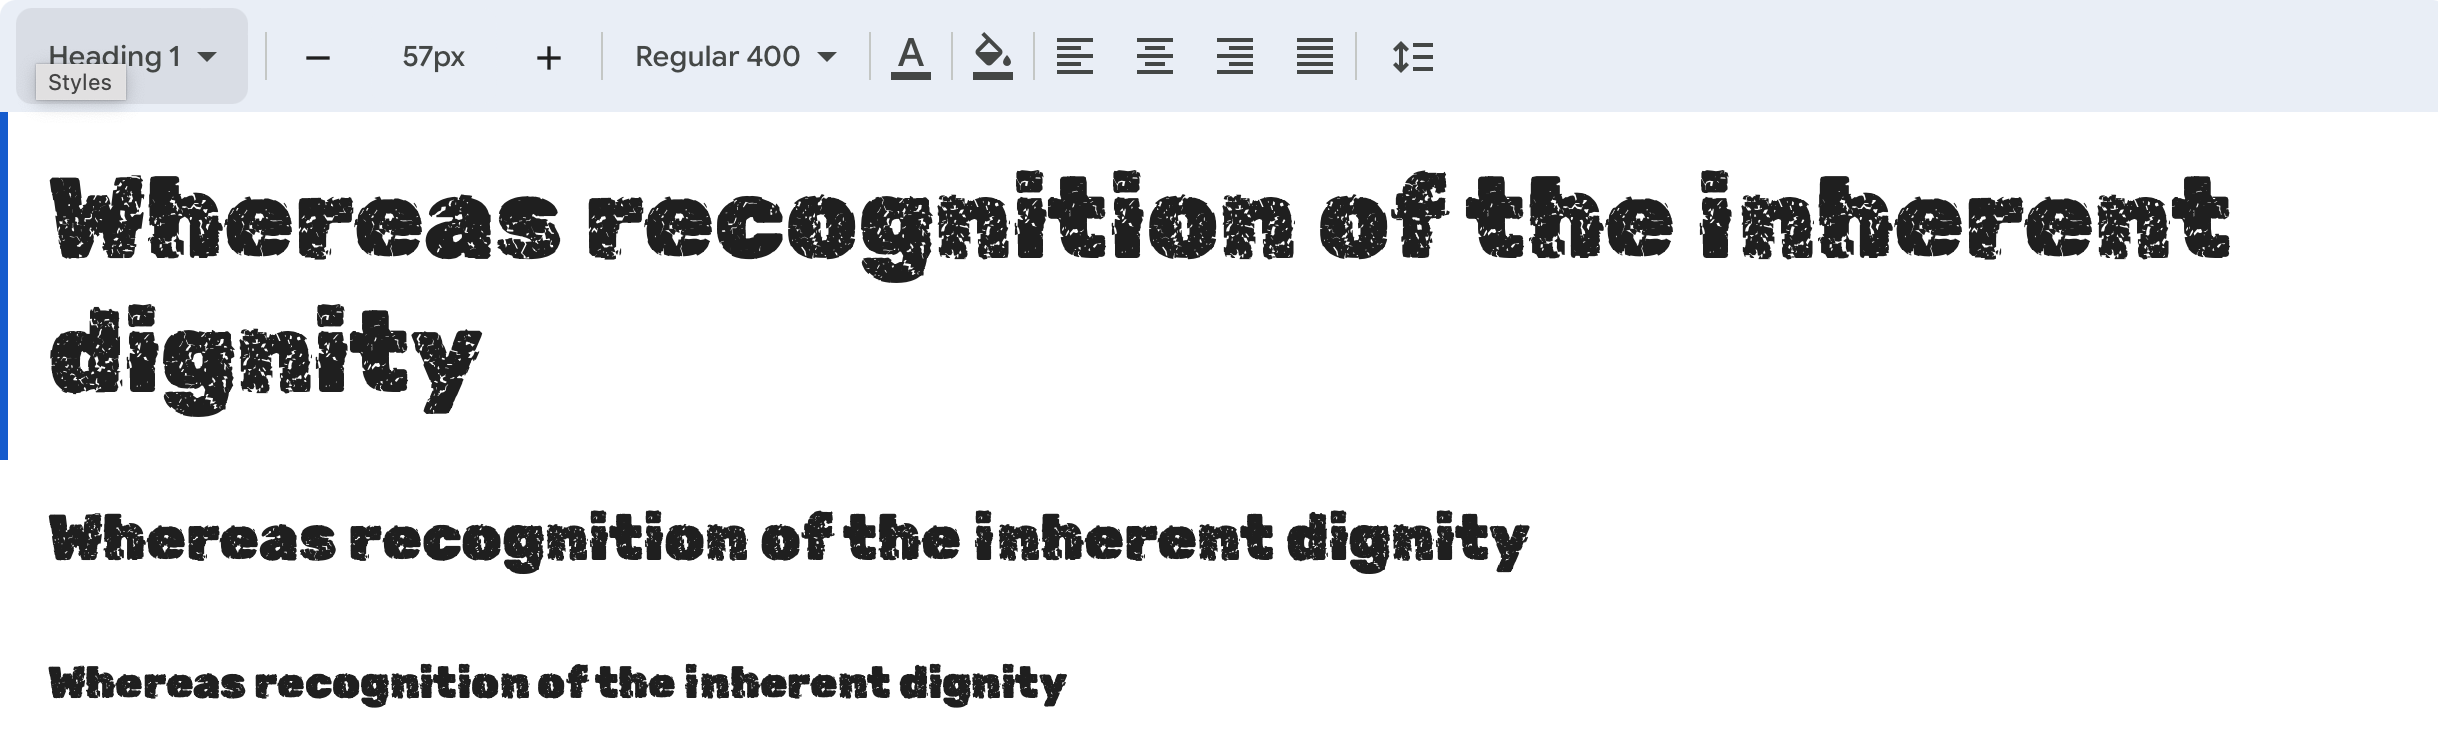 Heading 1
Styles
57px
Regular 400
A
Whereas recognition of the inherent
dignity
Whereas recognition of the inherent dignity
Whereas recognition of the inherent dignity